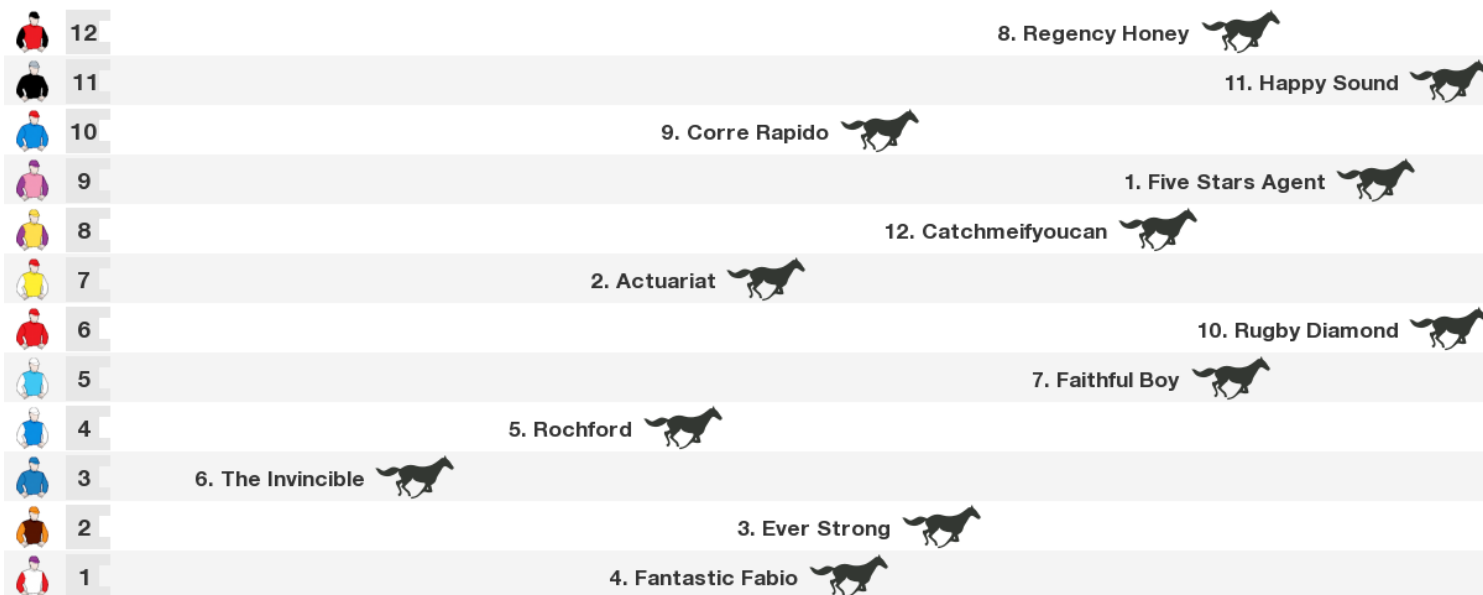 12 8. Regency Honey
11 11. Happy Sound
10 9. Corre Rapido
9 1. Five Stars Agent
8 12. Catchmeifyoucan
7 2. Actuariat
6 10. Rugby Diamond
5 7. Faithful Boy
4 5. Rochford
3 6. The Invincible
2 3. Ever Strong
1 4. Fantastic Fabio